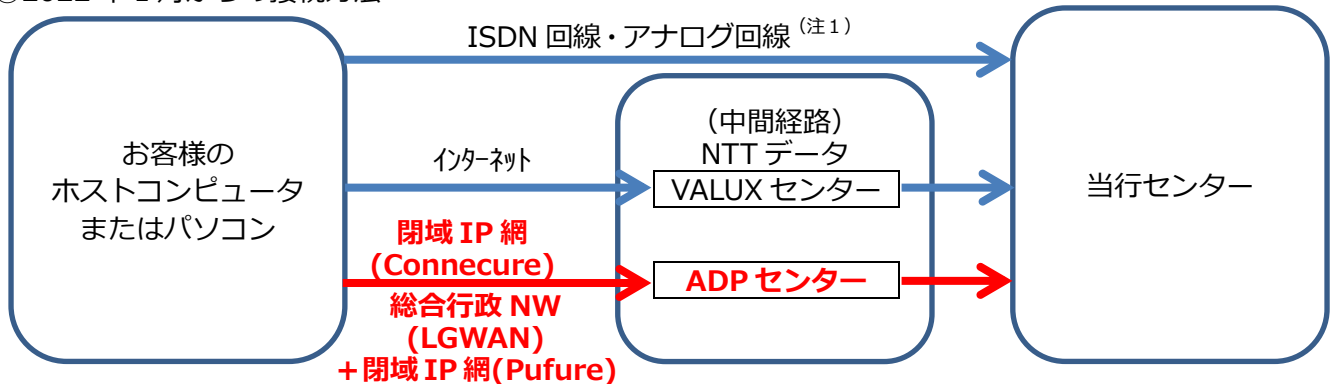 ISDN 回線・アナログ回線（注１）
お客様の
ホストコンピュータ
またはパソコン
インターネット
（中間経路）
NTT データ
VALUX センター
当行センター
閉域 IP 網
(Connecure)
ADP センター
総合行政 NW
(LGWAN)
＋閉域 IP 網(Pufure)